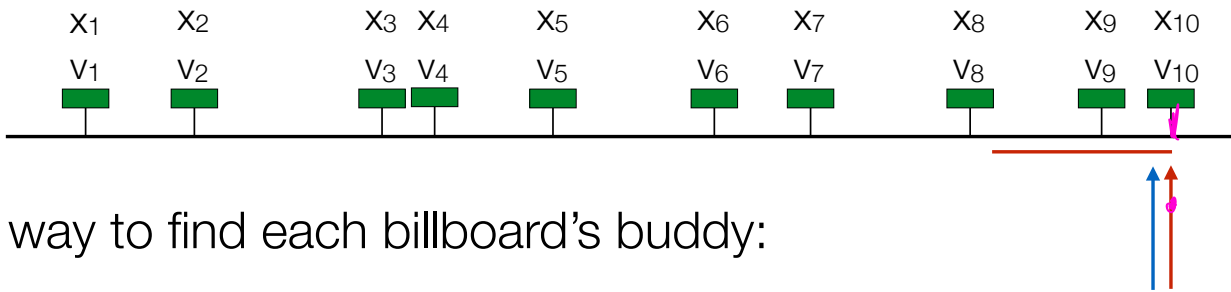 X1 X2 X3 X4 X5 X6 X7 X8 X9 X10
V1 V2 V3 V4 V5 V6 V7 V8 V9 V10
way to find each billboard's buddy: